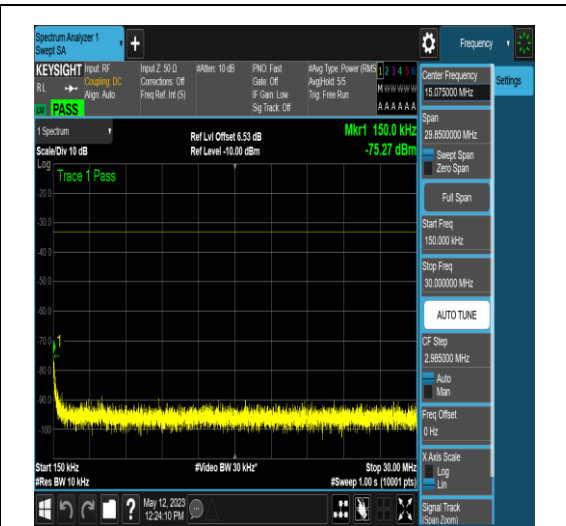 Spectrum Analyzer 1
Swept SA
+
Frequency
KEYSIGHT
RL
PASS
Input: RF
Coupling: DC
Align: Auto
Input Z: 50 Ω
Corrections: Off
Freq Ref: Int (S)
#Atten: 10 dB
PNO: Fast
Gate: Off
IF Gain: Low
Sig Track: Off
#Avg Type: Power (RMS
Avg|Hold: 5/5
Trig: Free Run
1 2 3 4 5 6
M W W W W W
A A A A A A
1 Spectrum
Scale/Div 10 dB
Log
Ref Lvl Offset 6.53 dB
Ref Level -10.00 dBm
Mkr1 150.0 kHz
-75.27 dBm
Trace 1 Pass
-20.0
-30.0
-40.0
-50.0
-60.0
-70.0
-80.0
-90.0
-100
1
Start 150 kHz
#Res BW 10 kHz
#Video BW 30 kHz*
Stop 30.00 MHz
#Sweep 1.00 s (10001 pts)
?
May 12, 2023
12:24:10 PM
Center Frequency
15.075000 MHz
Settings
Span
29.8500000 MHz
Swept Span
Zero Span
Full Span
Start Freq
150.000 kHz
Stop Freq
30.000000 MHz
AUTO TUNE
CF Step
2.985000 MHz
Auto
Man
Freq Offset
0 Hz
X Axis Scale
Log
Lin
Signal Track
(Span Zoom)